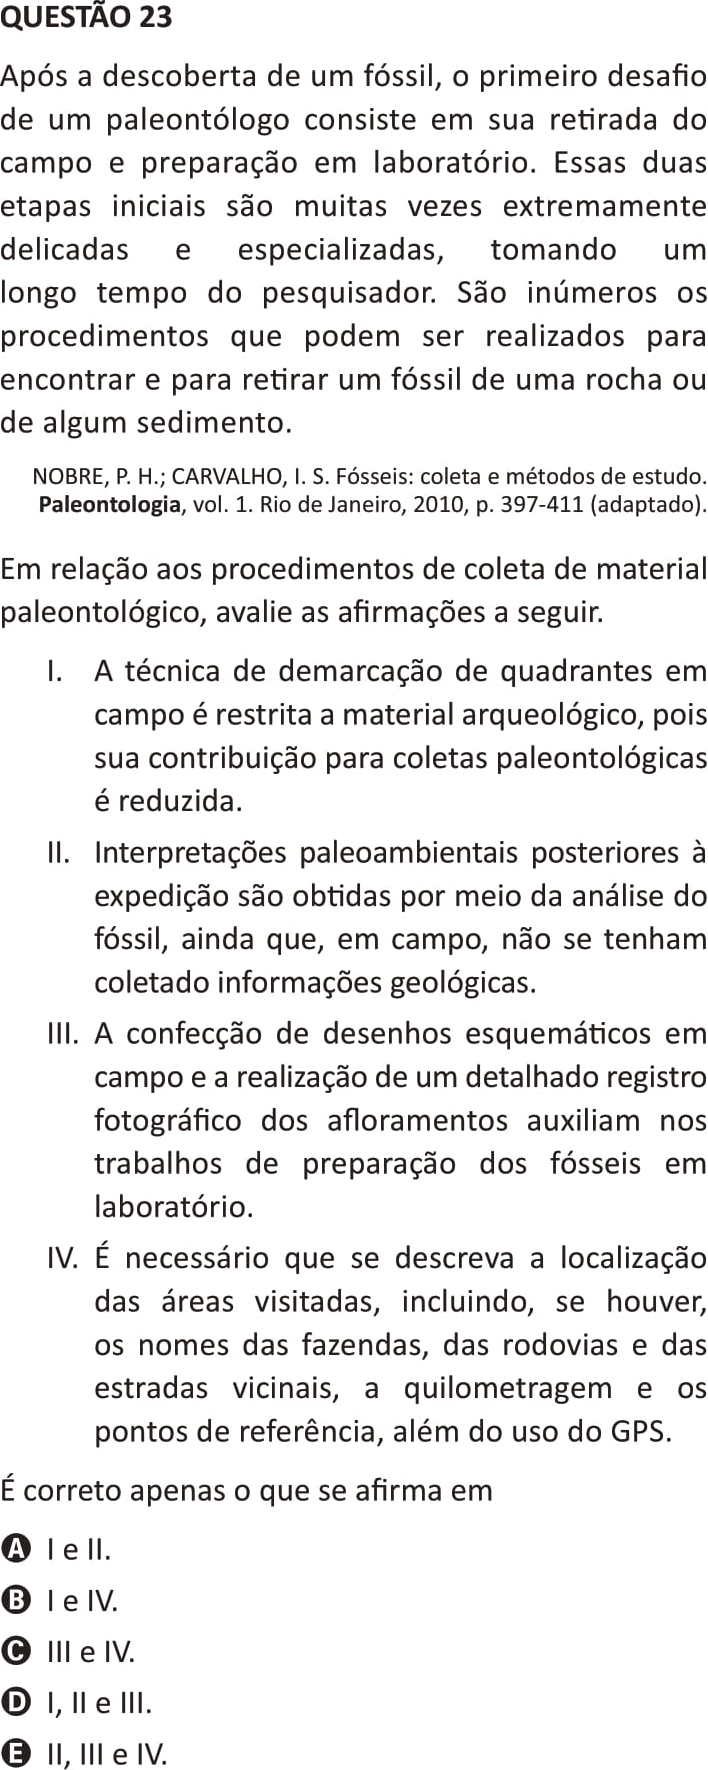 QUESTÃO 23
Após a descoberta de um fóssil, o primeiro desafio
de um paleontólogo consiste em sua retirada do
campo e preparação em laboratório. Essas duas
etapas iniciais são muitas vezes extremamente
delicadas e especializadas, tomando um
longo tempo do pesquisador. São inúmeros os
procedimentos que podem ser realizados para
encontrar e para retirar um fóssil de uma rocha ou
de algum sedimento.
NOBRE, P. H.; CARVALHO, I. S. Fósseis: coleta e métodos de estudo.
Paleontologia, vol. 1. Rio de Janeiro, 2010, p. 397-411 (adaptado).
Em relação aos procedimentos de coleta de material
paleontológico, avalie as afirmações a seguir.
I. A técnica de demarcação de quadrantes em
campo é restrita a material arqueológico, pois
sua contribuição para coletas paleontológicas
é reduzida.
II. Interpretações paleoambientais posteriores à
expedição são obtidas por meio da análise do
fóssil, ainda que, em campo, não se tenham
coletado informações geológicas.
III. A confecção de desenhos esquemáticos em
campo e a realização de um detalhado registro
fotográfico dos afloramentos auxiliam nos
trabalhos de preparação dos fósseis em
laboratório.
IV. É necessário que se descreva a localização
das áreas visitadas, incluindo, se houver,
os nomes das fazendas, das rodovias e das
estradas vicinais, a quilometragem e os
pontos de referência, além do uso do GPS.
É correto apenas o que se afirma em
A I e II.
B I e IV.
C III e IV.
D I, II e III.
E II, III e IV.